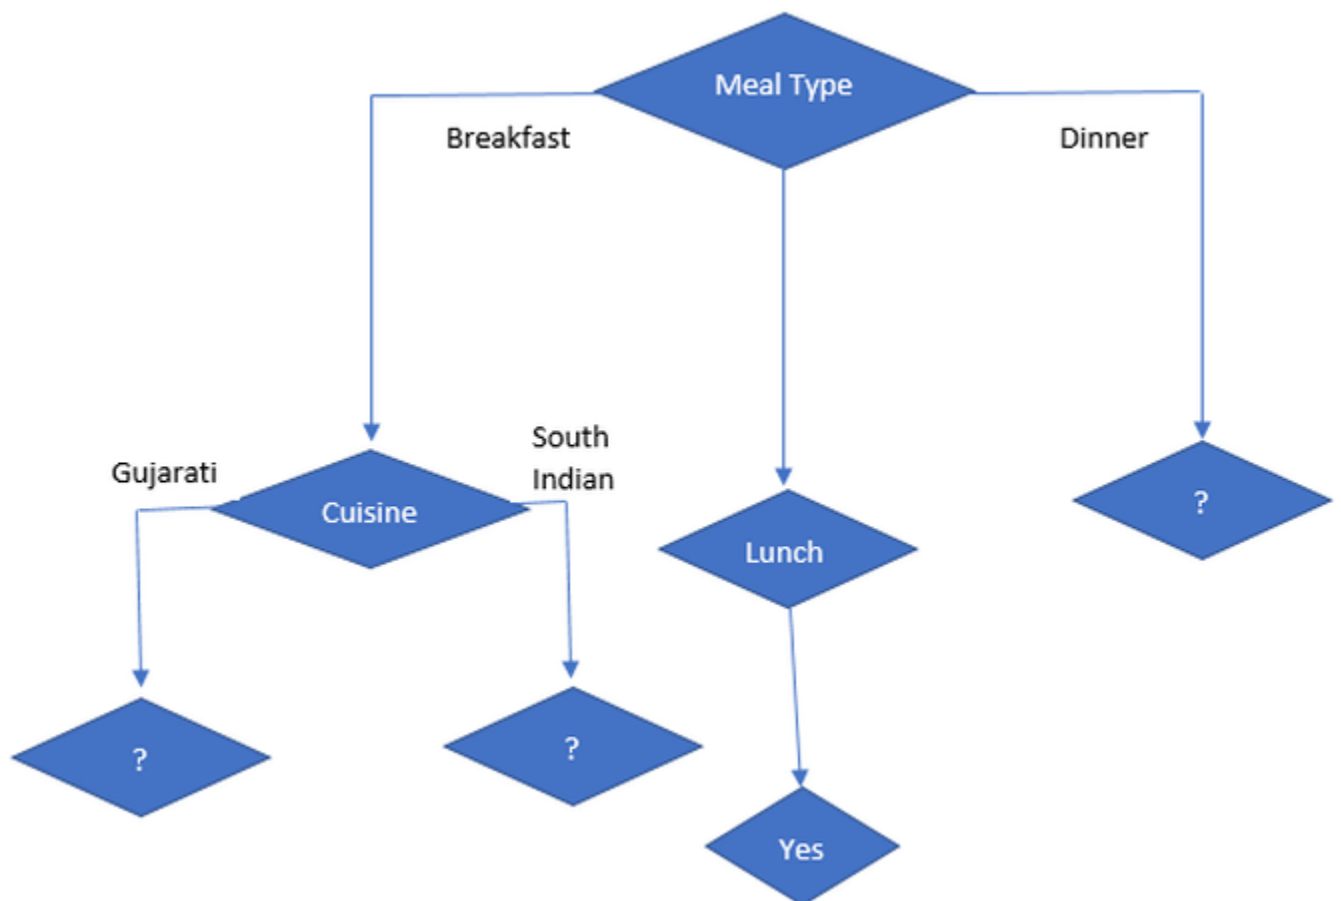 Meal Type
Breakfast
Dinner
South
Indian
Gujarati
Cuisine
Lunch
?
?
?
Yes